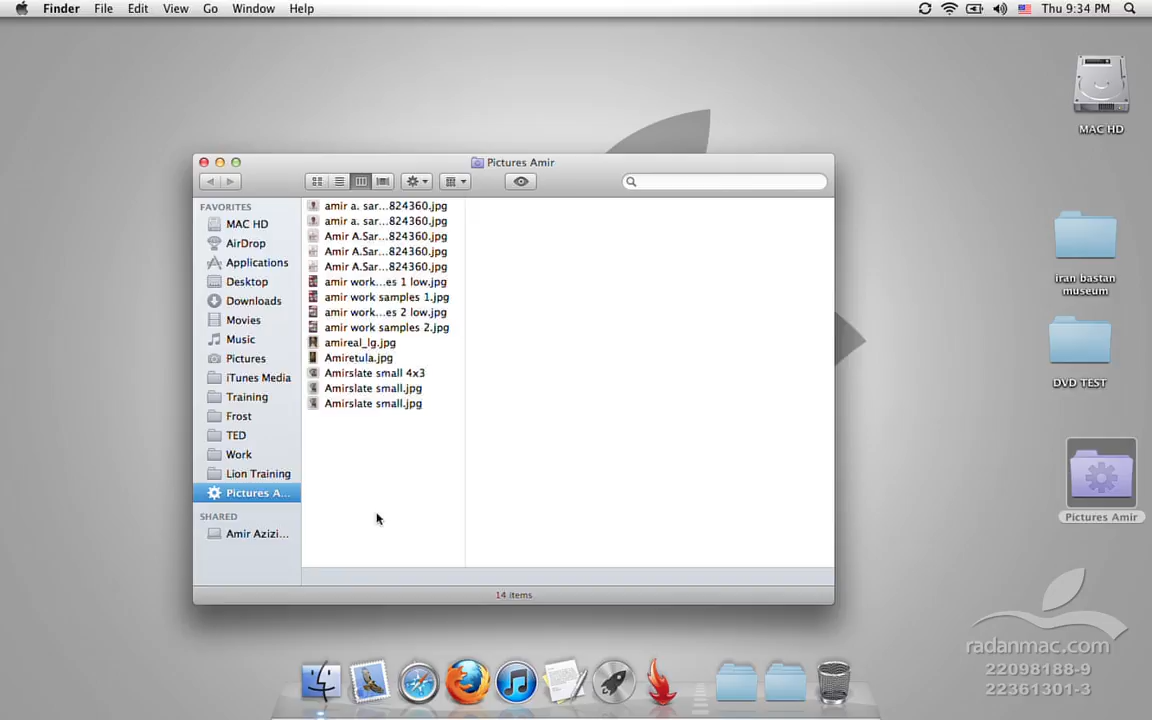 Finder File Edit View Go Window Help Thu 9:34 PM
MAC HD
Pictures Amir
FAVORITES
MAC HD
AirDrop
Applications
Desktop
Downloads
Movies
Music
Pictures
iTunes Media
Training
Frost
TED
Work
Lion Training
Pictures A...
SHARED
Amir Azizi...
amir a. sar...824360.jpg
amir a. sar...824360.jpg
Amir A.Sar...824360.jpg
Amir A.Sar...824360.jpg
Amir A.Sar...824360.jpg
amir work...es 1 low.jpg
amir work samples 1.jpg
amir work...es 2 low.jpg
amir work samples 2.jpg
amireal_lg.jpg
Amiretula.jpg
Amirslate small 4x3
Amirslate small.jpg
Amirslate small.jpg
14 items
iran bastan
museum
DVD TEST
Pictures Amir
radanmac.com
22098188-9
22361301-3